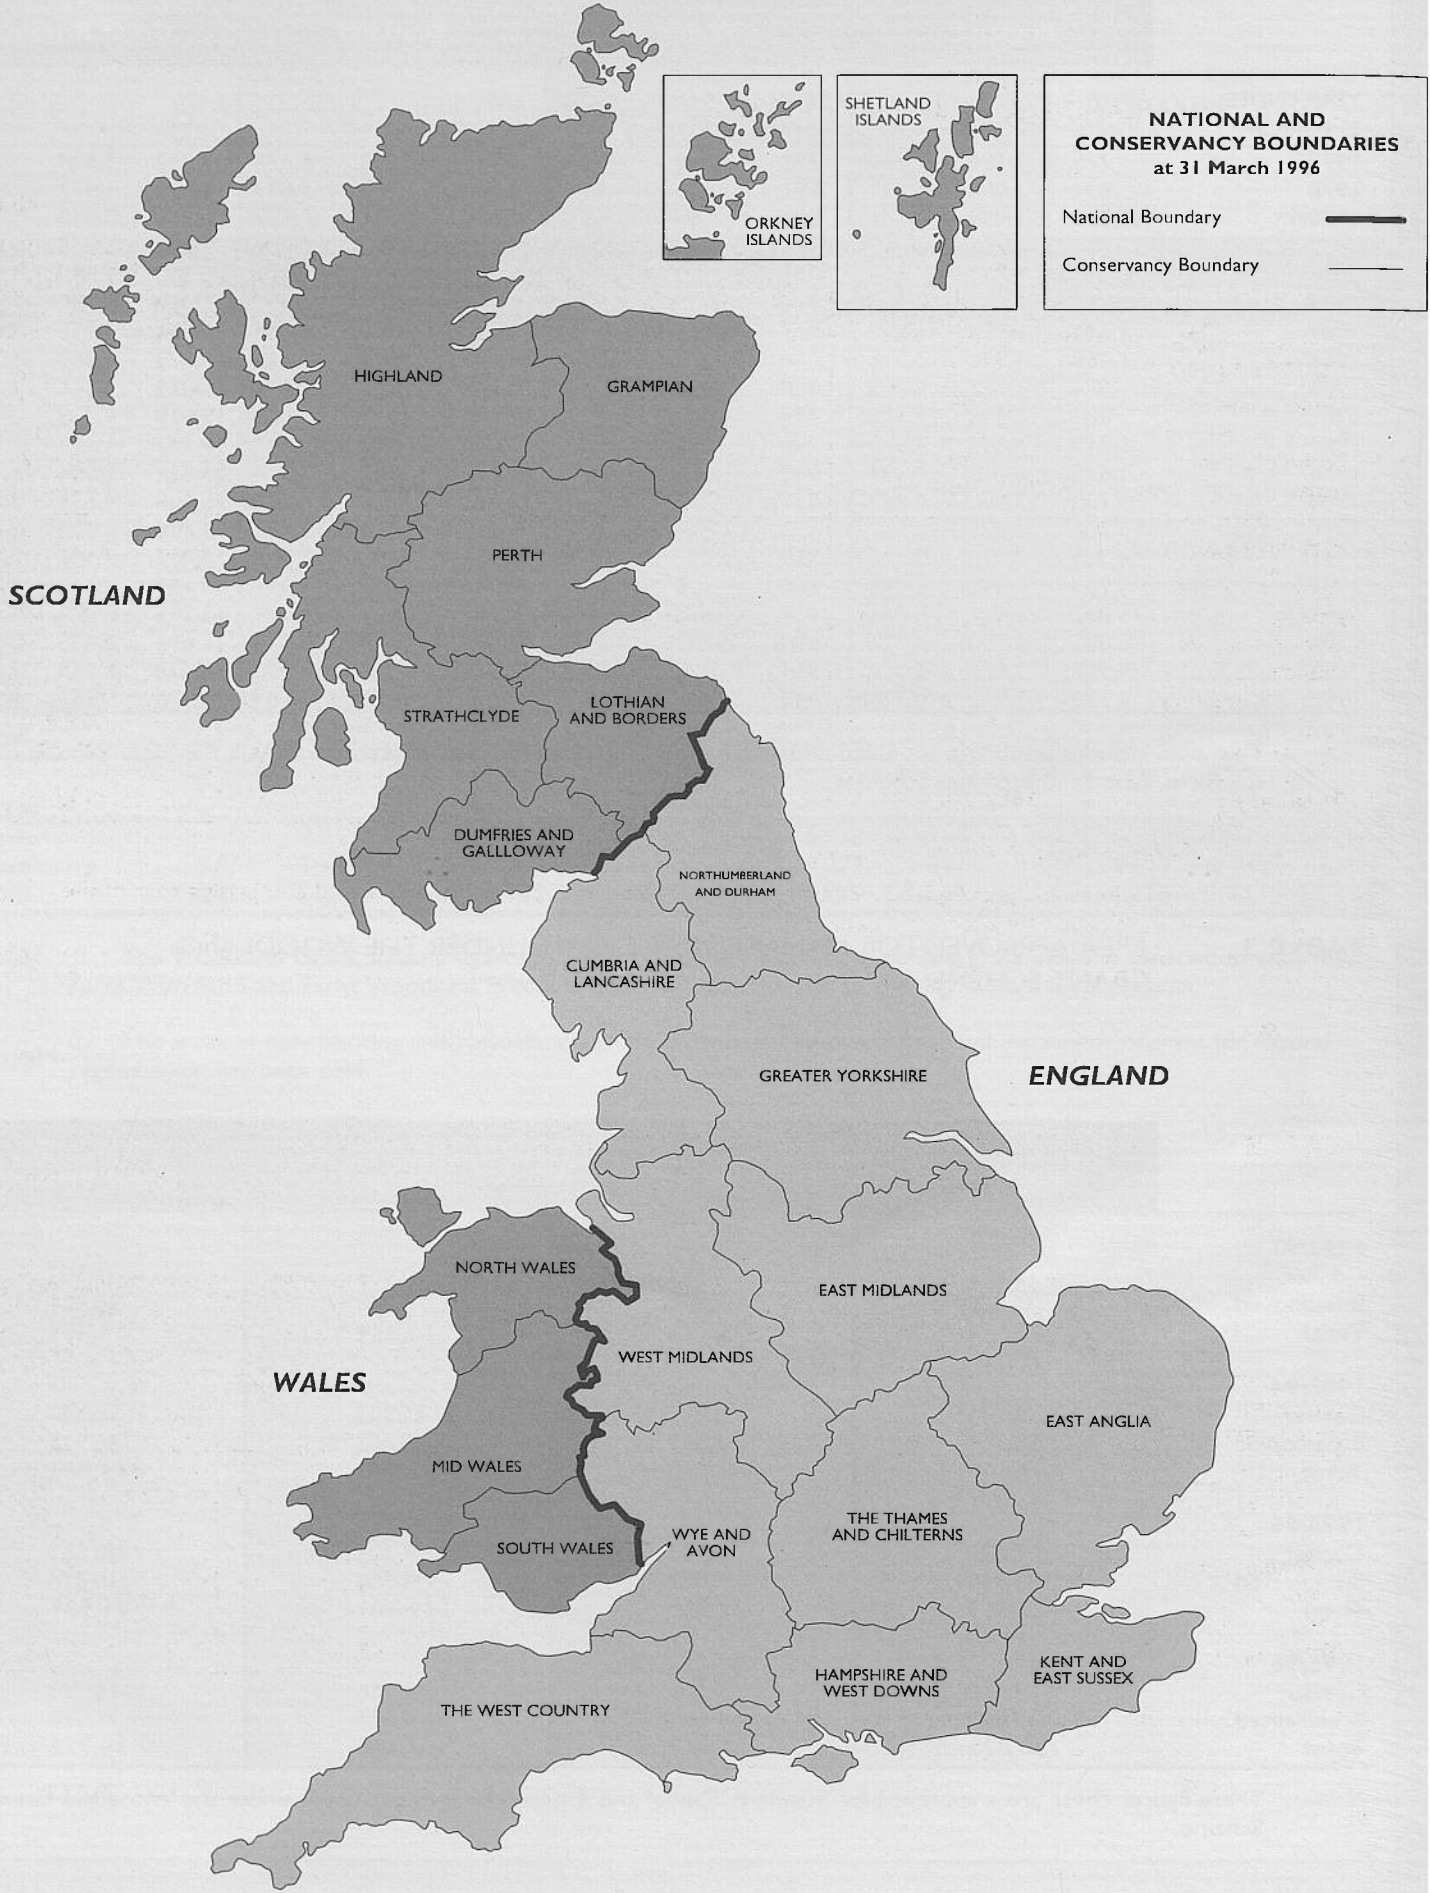 SHETLAND
ISLANDS
ORKNEY
ISLANDS
NATIONAL AND
CONSERVANCY BOUNDARIES
at 31 March 1996
National Boundary
Conservancy Boundary
HIGHLAND
GRAMPIAN
PERTH
SCOTLAND
STRATHCLYDE
LOTHIAN
AND BORDERS
DUMFRIES AND
GALLLOWAY
NORTHUMBERLAND
AND DURHAM
CUMBRIA AND
LANCASHIRE
GREATER YORKSHIRE
ENGLAND
NORTH WALES
EAST MIDLANDS
WEST MIDLANDS
WALES
EAST ANGLIA
MID WALES
THE THAMES
AND CHILTERNS
WYE AND
AVON
SOUTH WALES
KENT AND
EAST SUSSEX
HAMPSHIRE AND
WEST DOWNS
THE WEST COUNTRY